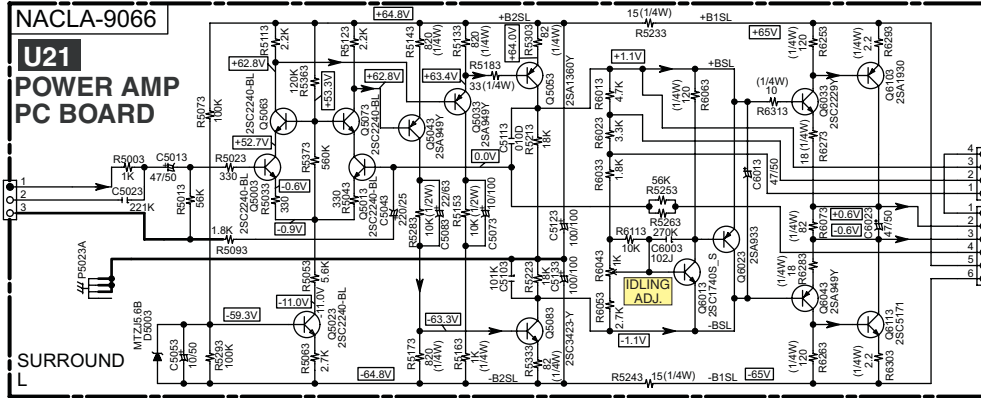 NACLA-9066
U21
POWER AMP
PC BOARD
SURROUND
L
R5113
2.2K
R5123
2.2K
+64.8V
R5143
820
(1/4W)
R5133
820
(1/4W)
+64.0V
R5303
82
(1/4W)
+B2SL
15(1/4W)
R5233
+B1SL
+65V
(1/4W)
120
R6253
(1/4W)
2.2
R6293
+62.8V
120K
R5363
+53.3V
+62.8V
+63.4V
R5183
33(1/4W)
Q5053
2SA1360Y
+1.1V
+BSL
R6013
4.7K
(1/4W)
120
R6063
(1/4W)
10
R6313
Q6033
2SC2229Y
Q6103
2SA1930
R5073
100K
2SC2240-BL
Q5063
Q5073
2SC2240-BL
Q5043
2SA949Y
Q5033
2SA949Y
C5113
010D
R5213
18K
R6023
3.3K
18 (1/4W)
R6273
+52.7V
R5373
560K
0.0V
R6033
1.8K
C6013
47/50
R5003
1K
C5013
47/50
R5023
330
1
2
3
C5023
221K
R5013
56K
2SC2240-BL
Q5003
R5033
330
-0.6V
330
R5043
Q5013
2SC2240-BL
C5043
220/25
-0.9V
1.8K
R5093
R5283
10K (1/2W)
C5083
22/63
R5153
10K (1/2W)
C5073
10/100
C5123
100/100
56K
R5253
R5263
270K
R6113
10K
C6003
102J
Q6023
2SA933
(1/4W)
82
R6073
+0.6V
-0.6V
C6023
47/50
P5023A
R5053
5.6K
-11.0V
-11.0V
Q5023
2SC2240-BL
C5103
101K
R5223
18K
C5133
100/100
R6043
1K
IDLING
ADJ.
Q6013
2SC1740S_S
(1/4W)
18
R6283
Q6043
2SA949Y
MTZJ5.6B
D5003
-59.3V
C5053
10/50
R5293
100K
R5063
2.7K
-63.3V
Q5083
2SC3423-Y
R6053
2.7K
-BSL
-1.1V
Q6113
2SC5171
R5173
820
(1/4W)
R5163
1K
(1/4W)
R5333
82
(1/4W)
-64.8V
-B2SL
R5243
15(1/4W)
-B1SL
-65V
(1/4W)
120
R6263
(1/4W)
2.2
R6303
4
3
2
1
1
2
3
4
5
6